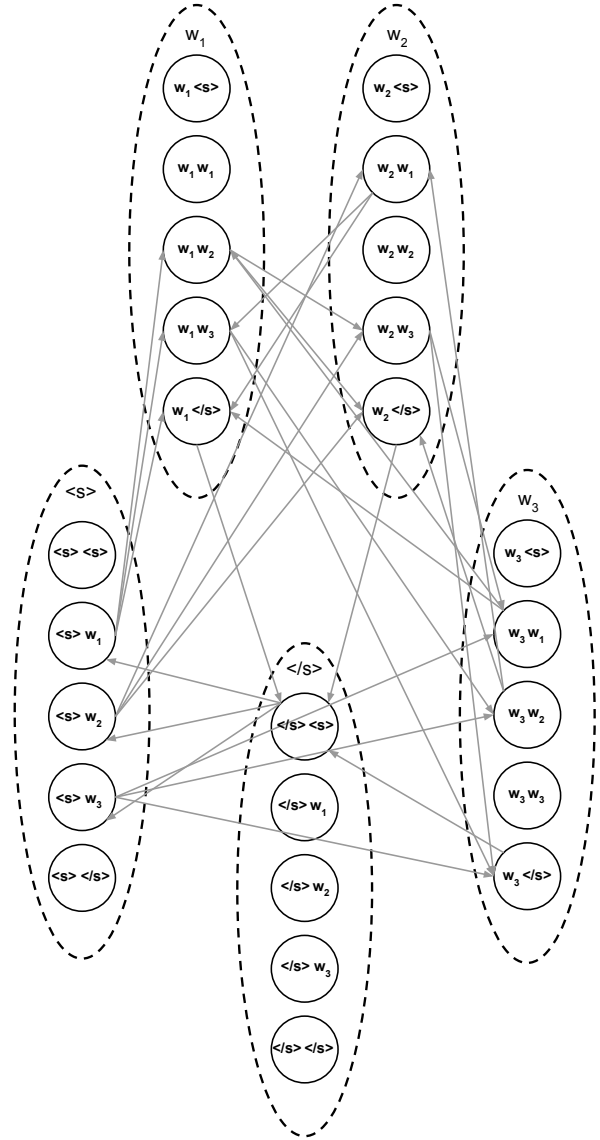 w1
w1 <s>
w1 w1
w1 w2
w1 w3
w1 </s>
w2
w2 <s>
w2 w1
w2 w2
w2 w3
w2 </s>
<s>
<s> <s>
<s> w1
<s> w2
<s> w3
<s> </s>
</s>
</s> <s>
</s> w1
</s> w2
</s> w3
</s> </s>
w3
w3 <s>
w3 w1
w3 w2
w3 w3
w3 </s>